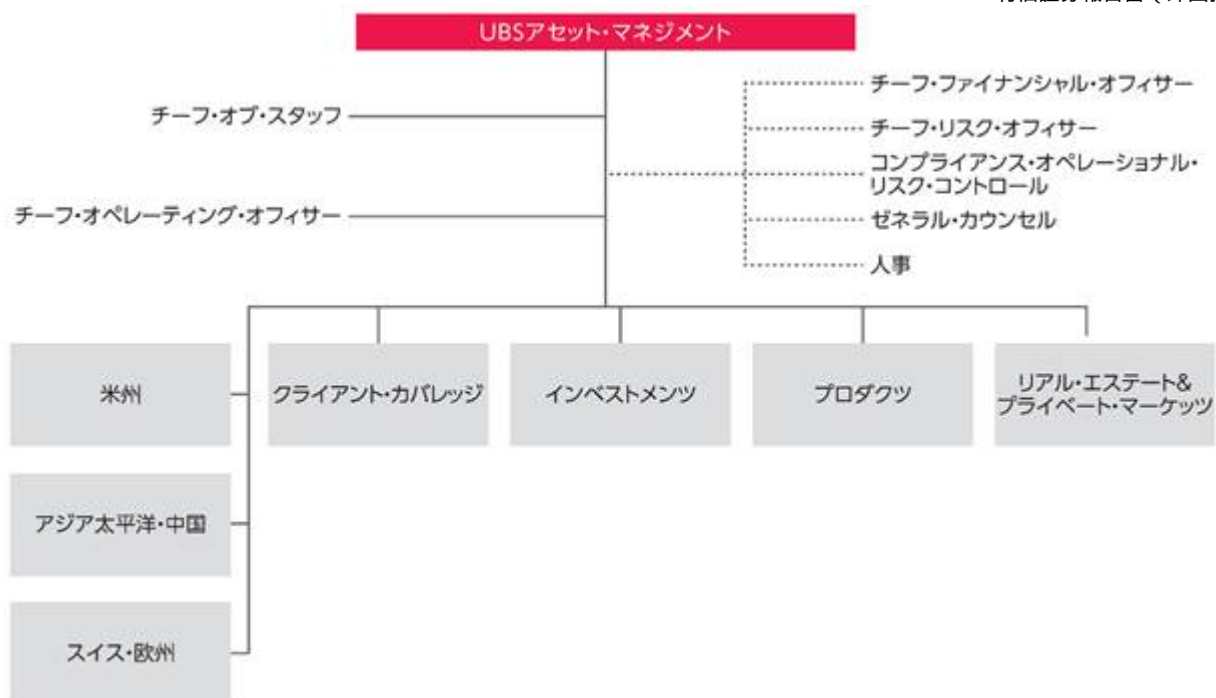 UBSアセット・マネジメント
チーフ・オブ・スタッフ
チーフ・オペレーティング・オフィサー
チーフ・ファイナンシャル・オフィサー
チーフ・リスク・オフィサー
コンプライアンス・オペレーショナル・
リスク・コントロール
ゼネラル・カウンセル
人事
米州
クライアント・カバレッジ
インベストメンツ
プロダクツ
リアル・エステート&
プライベート・マーケッツ
アジア太平洋・中国
スイス・欧州